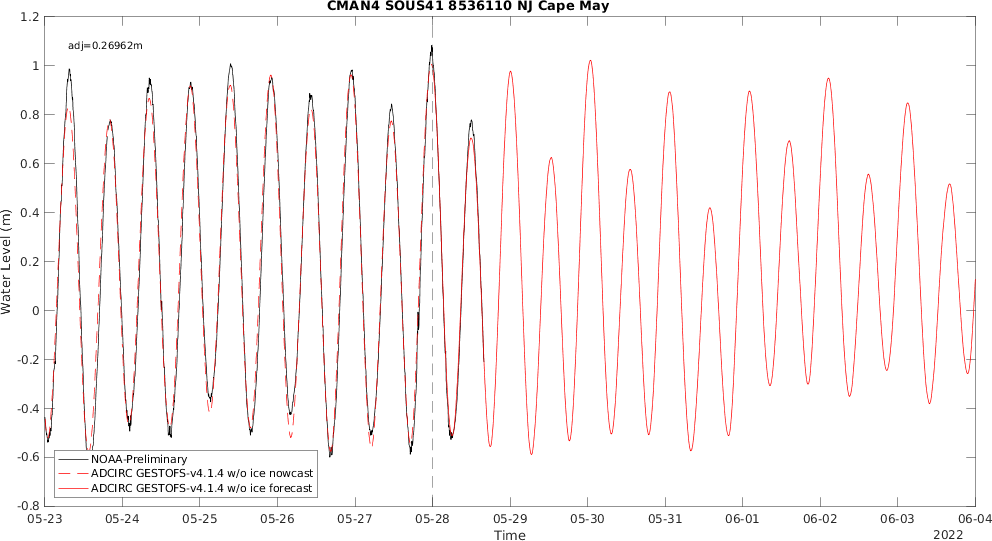 CMAN4 SOUS41 8536110 NJ Cape May
adj=0.26962m
1.2
1
0.8
0.6
0.4
0.2
0
-0.2
-0.4
-0.6
-0.8
Water Level (m)
NOAA-Preliminary
ADCIRC GESTOFS-v4.1.4 w/o ice nowcast
ADCIRC GESTOFS-v4.1.4 w/o ice forecast
05-23 05-24 05-25 05-26 05-27 05-28 05-29 05-30 05-31 06-01 06-02 06-03 06-04
Time
2022